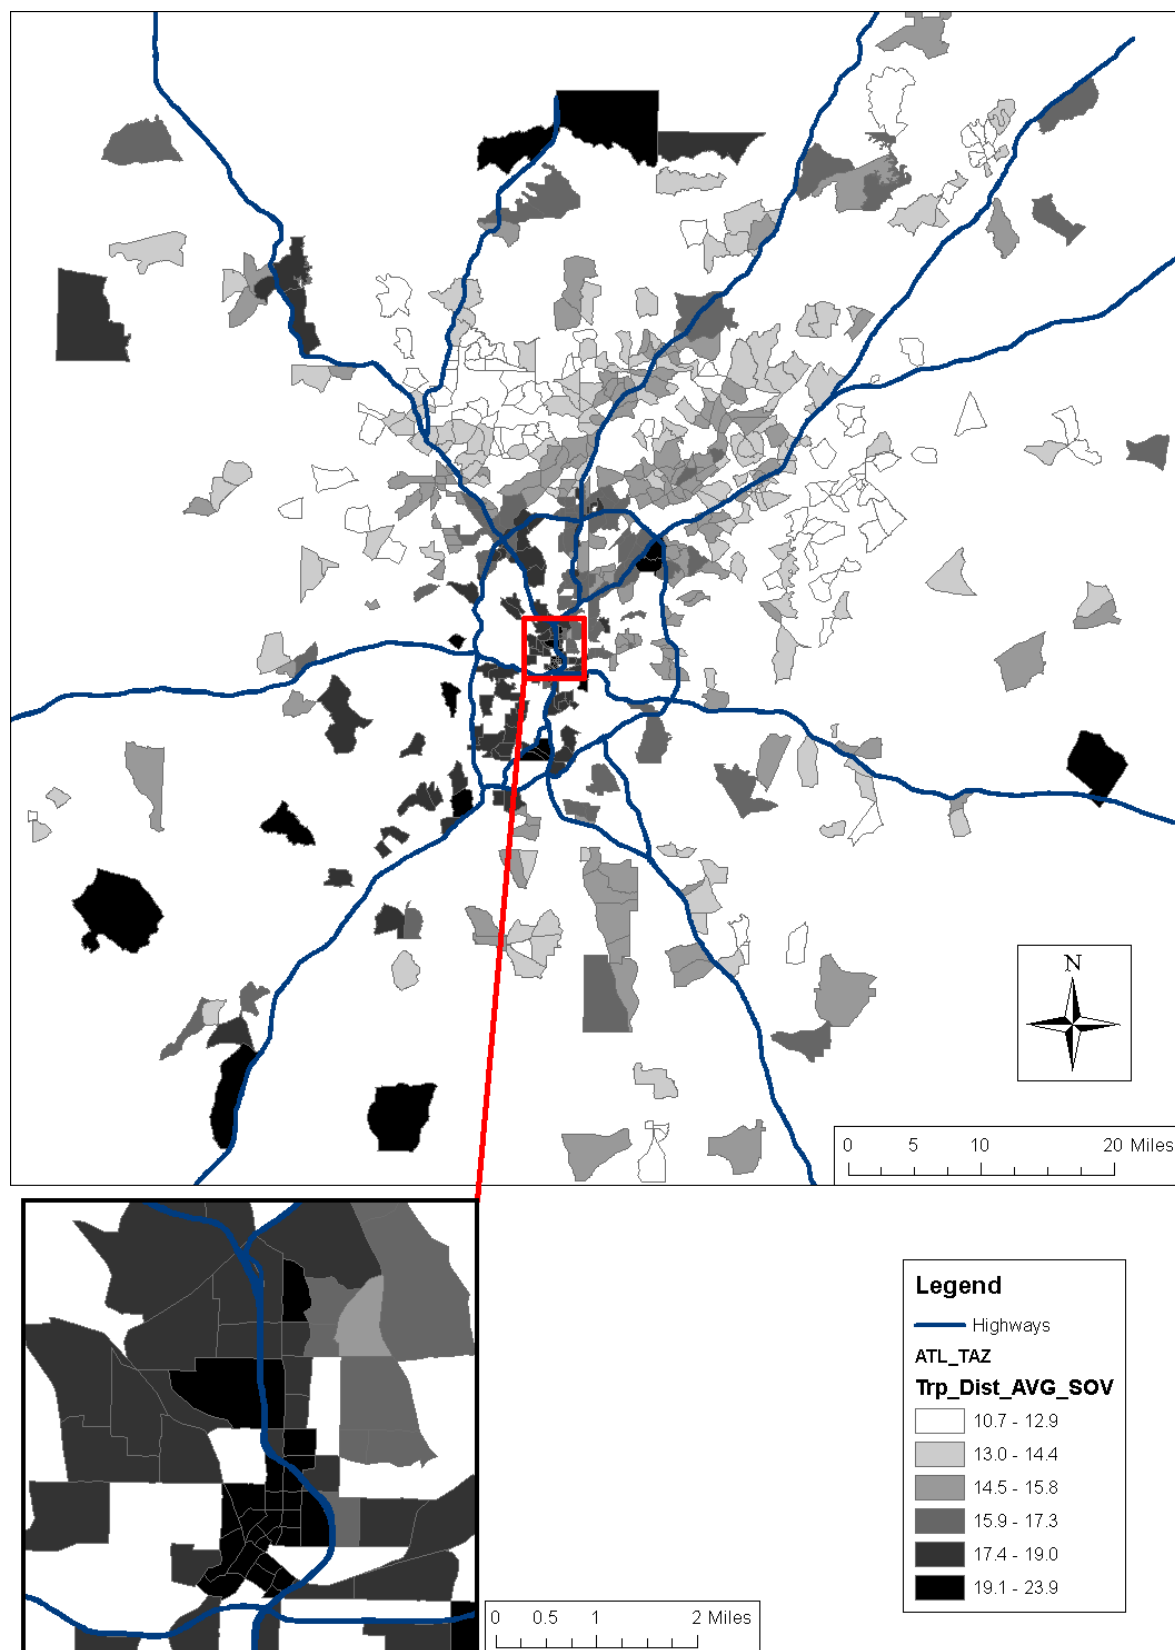 N
0 5 10 20 Miles
Legend
Highways
ATL_TAZ
Trp_Dist_AVG_SOV
10.7 - 12.9
13.0 - 14.4
14.5 - 15.8
15.9 - 17.3
17.4 - 19.0
19.1 - 23.9
0 0.5 1 2 Miles